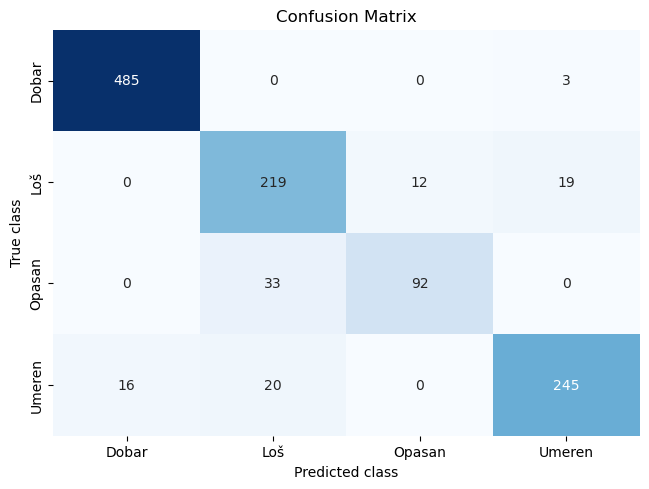 Confusion Matrix
True class
Dobar
485
0
0
3
Loš
0
219
12
19
Opasan
0
33
92
0
Umeren
16
20
0
245
Dobar
Loš
Opasan
Umeren
Predicted class